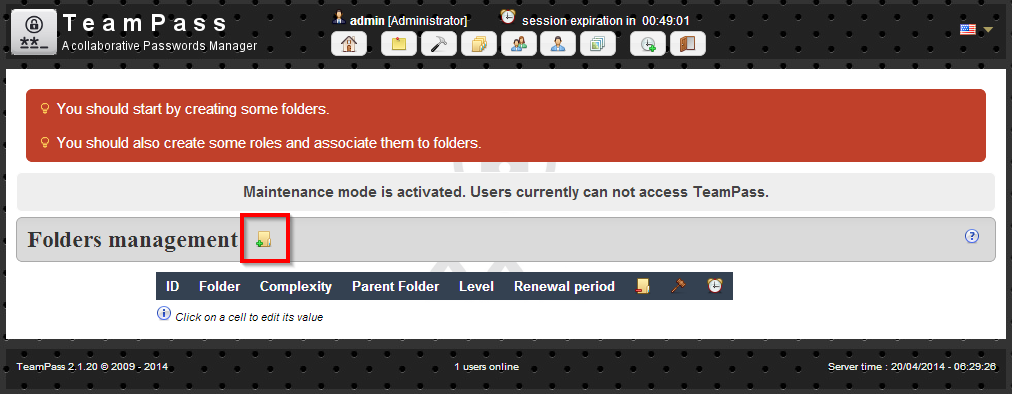 TeamPass
A collaborative Passwords Manager
admin [Administrator] session expiration in 00:49:01
You should start by creating some folders.
You should also create some roles and associate them to folders.
Maintenance mode is activated. Users currently can not access TeamPass.
Folders management
ID Folder Complexity Parent Folder Level Renewal period
Click on a cell to edit its value
TeamPass 2.1.20 © 2009 - 2014 1 users online Server time : 20/04/2014 - 06:29:26